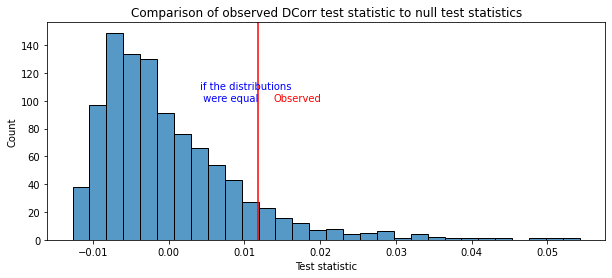 Comparison of observed DCorr test statistic to null test statistics
140
120
100
80
60
40
20
0
Count
if the distributions
were equal
Observed
−0.01 0.00 0.01 0.02 0.03 0.04 0.05
Test statistic